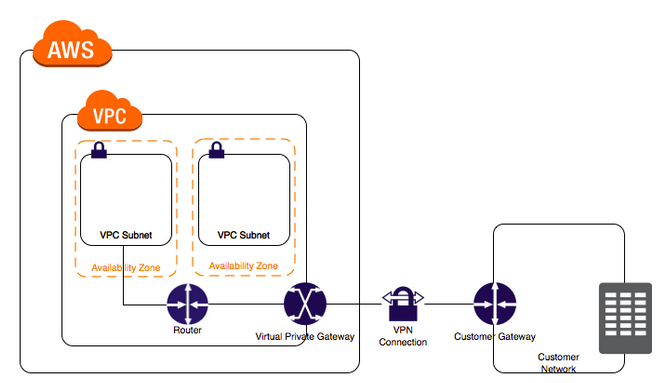 AWS
VPC
VPC Subnet
VPC Subnet
Availability Zone
Availability Zone
Router
Virtual Private Gateway
VPN
Connection
Customer Gateway
Customer
Network